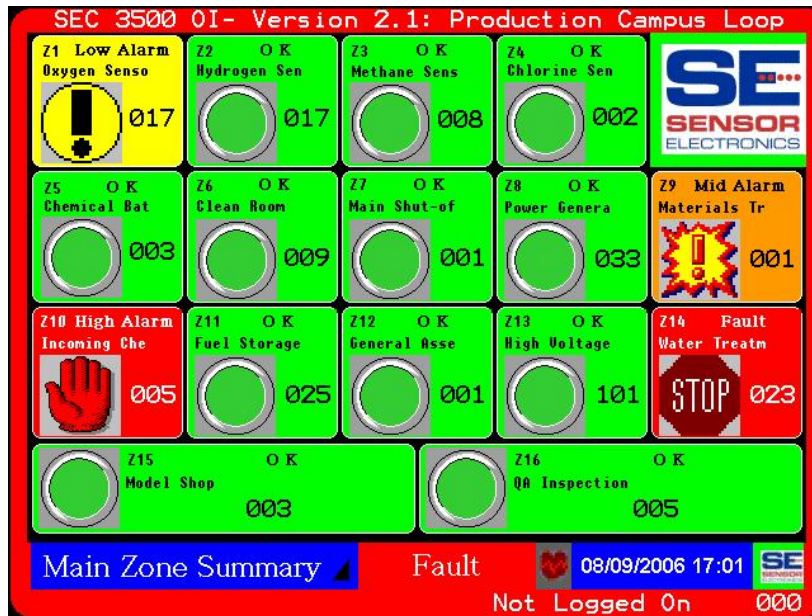 SEC 3500 OI- Version 2.1: Production Campus Loop
Z1 Low Alarm
Oxygen Senso
017
Z2 OK
Hydrogen Sen
017
Z3 OK
Methane Sens
008
Z4 OK
Chlorine Sen
002
SE
SENSOR
ELECTRONICS
Z5 OK
Chemical Bat
003
Z6 OK
Clean Room
009
Z7 OK
Main Shut-of
001
Z8 OK
Power Genera
033
Z9 Mid Alarm
Materials Tr
001
Z10 High Alarm
Incoming Che
005
Z11 OK
Fuel Storage
025
Z12 OK
General Asse
001
Z13 OK
High Voltage
101
Z14 Fault
Water Treatm
STOP 023
Z15 OK
Model Shop
003
Z16 OK
QA Inspection
005
Main Zone Summary
Fault
08/09/2006 17:01
SE
SENSOR
Not Logged On 000